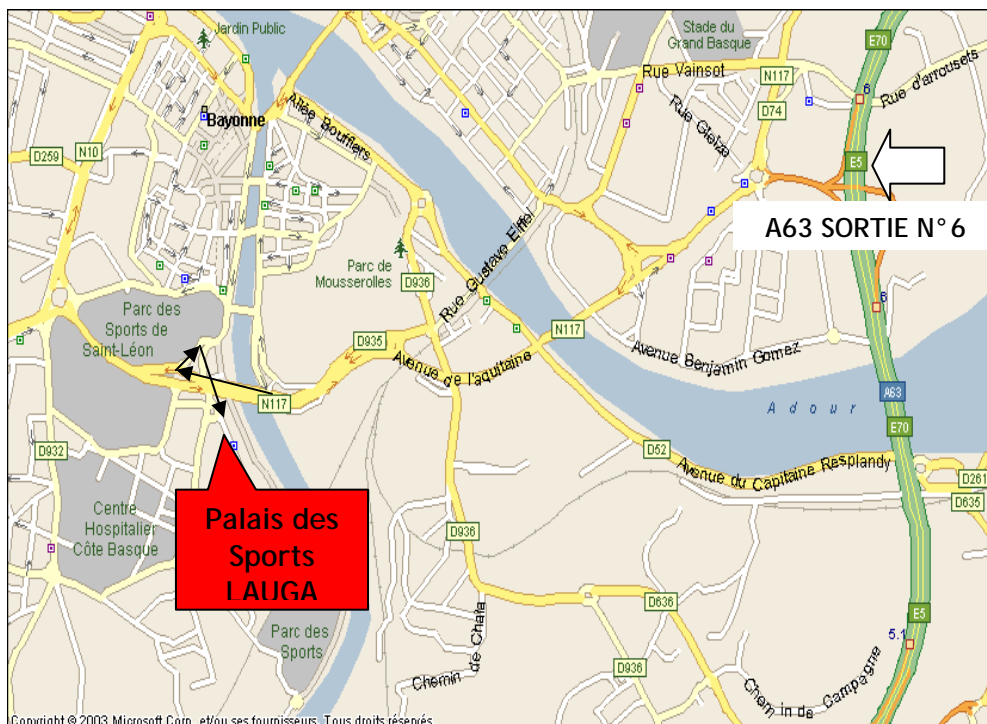 Jardin Public
Stade du
Grand Basque
E70
Rue Vainsot
N117
Rue d'arrousets
6
Allée Boufflers
Rue Gleize
D74
Bayonne
D259
N10
E5
A63 SORTIE N°6
Rue Gustave Eiffel
Parc de
Mousserolles
D936
Parc des
Sports de
Saint-Léon
6
D935
N117
Avenue de l'aquitaine
Avenue Benjamin Gomez
A63
Adour
N117
E70
D932
D52
Avenue du Capitaine Resplandy
D261
D635
Centre
Hospitalier
Côte Basque
Palais des
Sports
LAUGA
D936
D636
E5
5.1
Parc des
Sports
D936
Chemin de Chala
Chemin de Campagne
Copyright © 2003 Microsoft Corp. et/ou ses fournisseurs. Tous droits réservés.